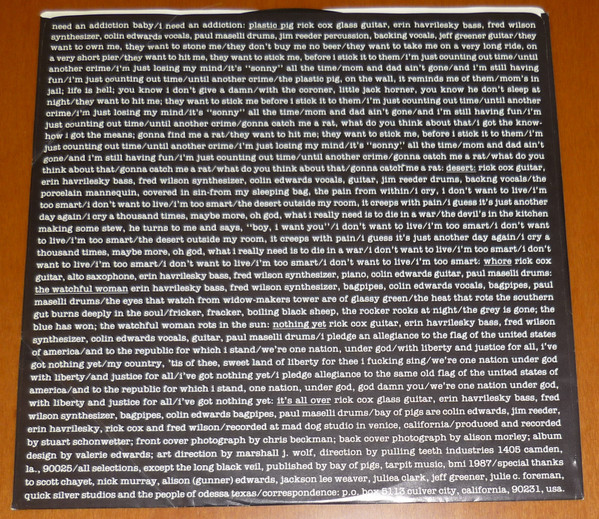 need an addiction baby/i need an addiction: plastic pig rick cox glass guitar, erin havrilesky bass, fred wilson
synthesizer, colin edwards vocals, paul maselli drums, jim reeder percussion, backing vocals, jeff greener guitar/they
want to own me, they want to stone me/they don't buy me no beer/they want to take me on a very long ride, on
a very short pier/they want to hit me, they want to stick me, before i stick it to them/i'm just counting out time/until
another crime/i'm just losing my mind/it's "sonny" all the time/mom and dad ain't gone/and i'm still having
fun/i'm just counting out time/until another crime/the plastic pig, on the wall, it reminds me of them/mom's in
jail; life is hell; you know i don't give a damn/with the coroner, little jack horner, you know he don't sleep at
night/they want to hit me; they want to stick me before i stick it to them/i'm just counting out time/until another
crime/i'm just losing my mind/it's "sonny" all the time/mom and dad ain't gone/and i'm still having fun/i'm
just counting out time/until another crime/gonna catch me a rat, what do you think about that/i got the know-
how i got the means; gonna find me a rat/they want to hit me; they want to stick me, before i stick it to them/i'm
just counting out time/until another crime/i'm just losing my mind/it's "sonny" all the time/mom and dad ain't
gone/and i'm still having fun/i'm just counting out time/until another crime/gonna catch me a rat/what do you
think about that/gonna catch me a rat/what do you think about that/gonna catch me a rat: desert: rick cox guitar,
erin havrilesky bass, fred wilson synthesizer, colin edwards vocals, guitar, jim reeder drums, backng vocals/the
porcelain mannequin, covered in sin-from my sleeping bag, the pain from within/i cry, i don't want to live/i'm
too smart/i don't want to live/i'm too smart/the desert outside my room, it creeps with pain/i guess it's just another
day again/i cry a thousand times, maybe more, oh god, what i really need is to die in a war/the devil's in the kitchen
making some stew, he turns to me and says, "boy, i want you"/i don't want to live/i'm too smart/i don't want
to live/i'm too smart/the desert outside my room, it creeps with pain/i guess it's just another day again/i cry a
thousand times, maybe more, oh god, what i really need is to die in a war/i don't want to live/i'm too smart/i don't
want to live/i'm too smart/i don't want to live/i'm too smart/i don't want to live/i'm too smart: whore rick cox
guitar, alto saxophone, erin havrilesky bass, fred wilson synthesizer, piano, colin edwards guitar, paul maselli drums:
the watchful woman erin havrilesky bass, fred wilson synthesizer, bagpipes, colin edwards vocals, bagpipes, paul
maselli drums/the eyes that watch from widow-makers tower are of glassy green/the heat that rots the southern
gut burns deeply in the soul/fricker, fracker, boiling black sheep, the rocker rocks at night/the grey is gone; the
blue has won; the watchful woman rots in the sun: nothing yet rick cox guitar, erin havrilesky bass, fred wilson
synthesizer, colin edwards vocals, guitar, paul maselli drums/i pledge an allegiance to the flag of the united states
of america/and to the republic for which i stand/we're one nation, under god/with liberty and justice for all, i've
got nothing yet/my country, 'tis of thee, sweet land of liberty for thee i fucking sing/we're one nation under god
with liberty/and justice for all/i've got nothing yet/i pledge allegiance to the same old flag of the united states of
america/and to the republic for which i stand, one nation, under god, god damn you/we're one nation under god,
with liberty and justice for all/i've got nothing yet: it's all over rick cox glass guitar, erin havrilesky bass, fred
wilson synthesizer, bagpipes, colin edwards bagpipes, paul maselli drums/bay of pigs are colin edwards, jim reeder,
erin havrilesky, rick cox and fred wilson/recorded at mad dog studio in venice, california/produced and recorded
by stuart schonwetter; front cover photograph by chris beckman; back cover photograph by alison morley; album
design by valerie edwards; art direction by marshall j. wolf, direction by pulling teeth industries 1405 camden,
la., 90025/all selections, except the long black veil, published by bay of pigs, tarpit music, bmi 1987/special thanks
to scott chayet, nick murray, alison (gunner) edwards, jackson lee weaver, juliea clark, jeff greener, julie c. foreman,
quick silver studios and the people of odessa texas/correspondence: p.o. box 5113 culver city, california, 90231, usa.